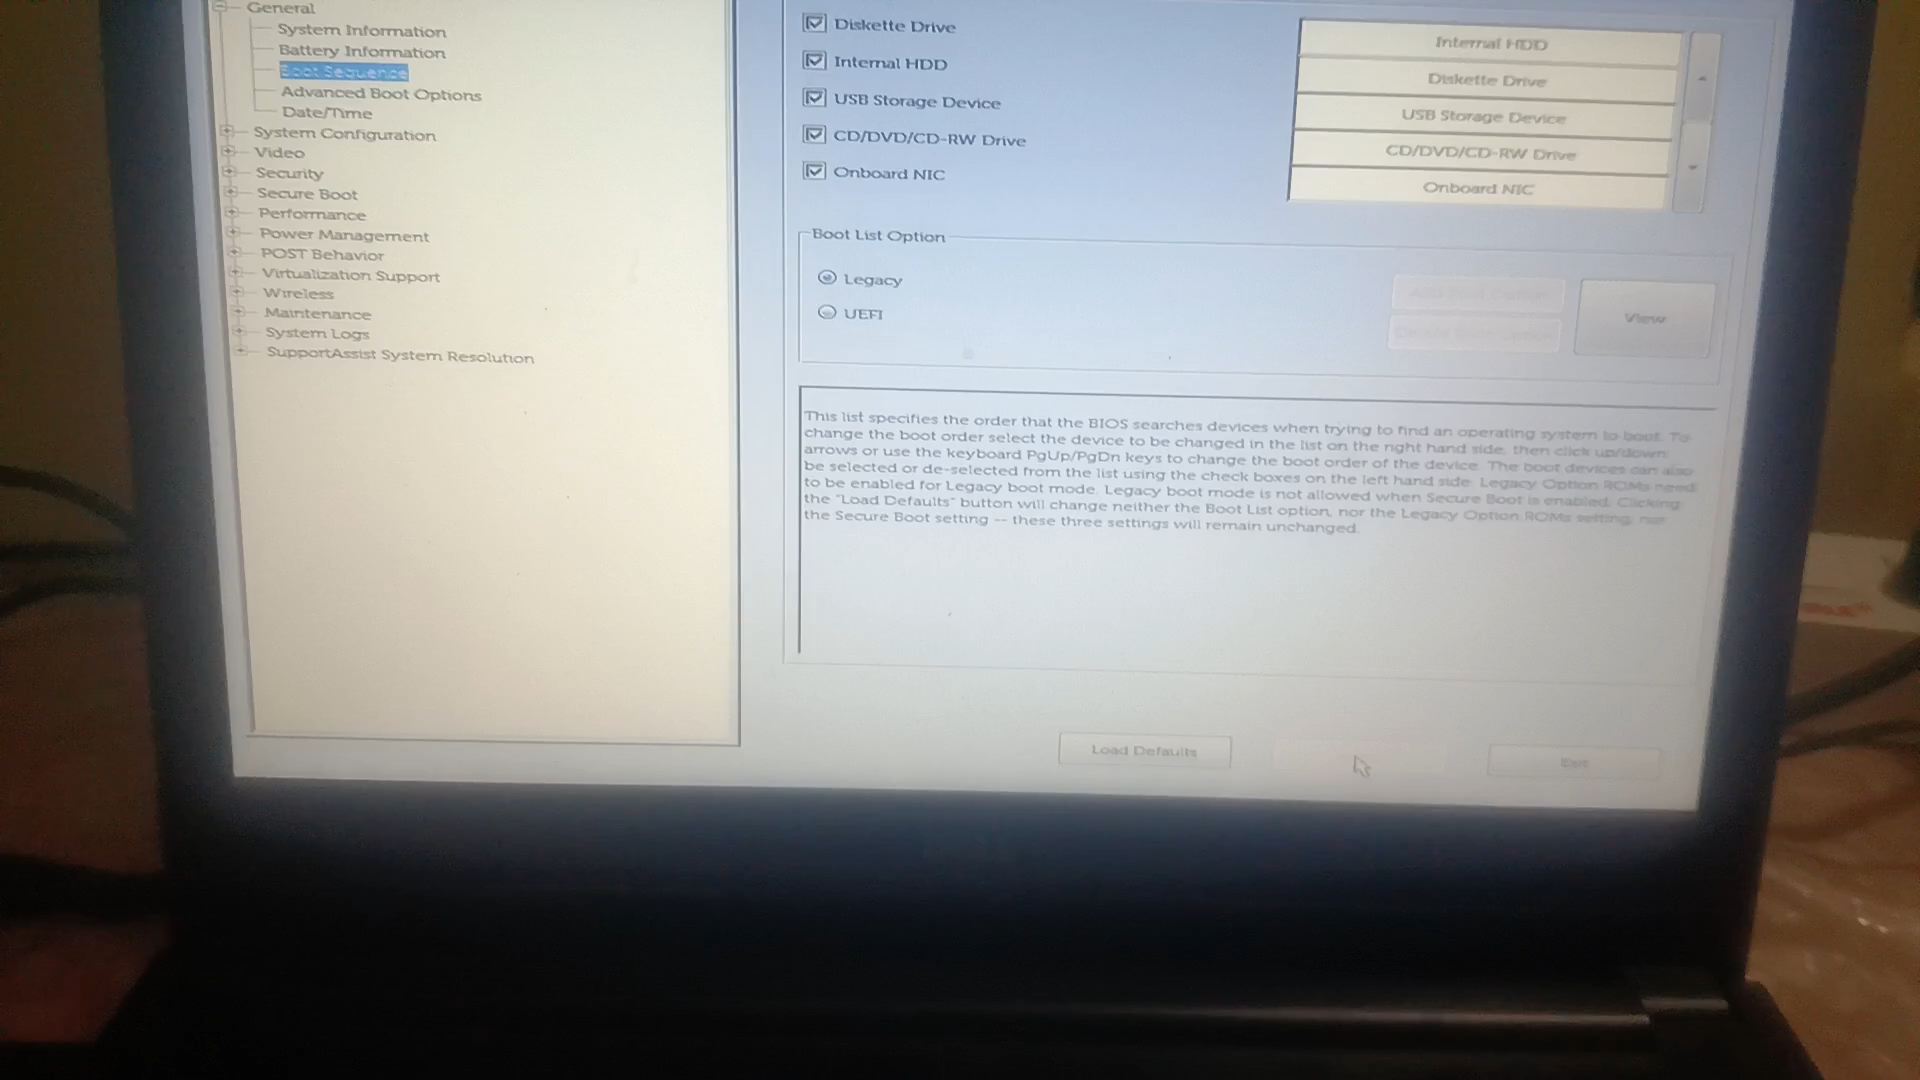 General
System Information
Battery Information
Boot Sequence
Advanced Boot Options
Date/Time
System Configuration
Video
Security
Secure Boot
Performance
Power Management
POST Behavior
Virtualization Support
Wireless
Maintenance
System Logs
SupportAssist System Resolution
Diskette Drive
Internal HDD
USB Storage Device
CD/DVD/CD-RW Drive
Onboard NIC
Internal HDD
Diskette Drive
USB Storage Device
CD/DVD/CD-RW Drive
Onboard NIC
Boot List Option
Legacy
UEFI
View
This list specifies the order that the BIOS searches devices when trying to find an operating system to boot. To
change the boot order select the device to be changed in the list on the right hand side, then click up/down
arrows or use the keyboard PgUp/PgDn keys to change the boot order of the device. The boot devices can also
be selected or de-selected from the list using the check boxes on the left hand side. Legacy Option ROMs need
to be enabled for Legacy boot mode. Legacy boot mode is not allowed when Secure Boot is enabled. Clicking
the "Load Defaults" button will change neither the Boot List option, nor the Legacy Option ROMs setting, nor
the Secure Boot setting -- these three settings will remain unchanged.
Load Defaults
Exit